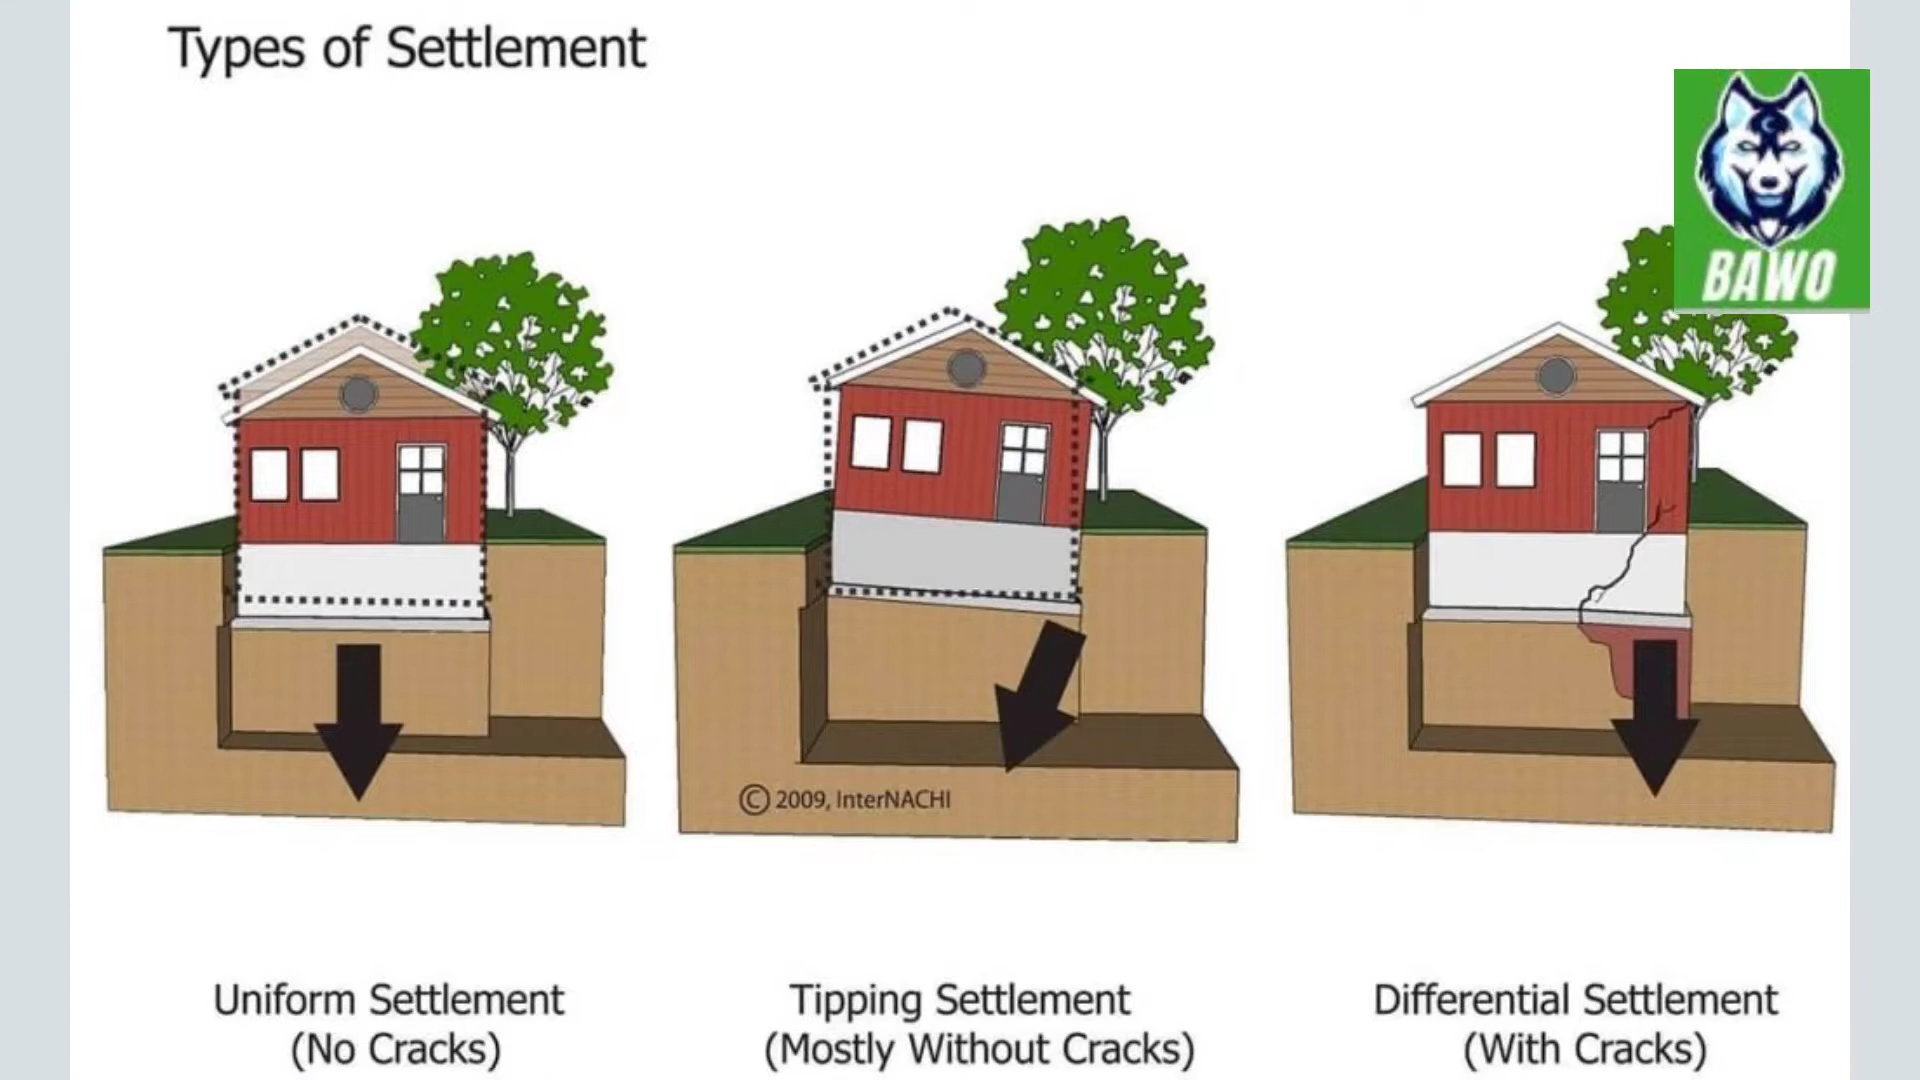 Types of Settlement
BAWO
© 2009, InterNACHI
Uniform Settlement
(No Cracks)
Tipping Settlement
(Mostly Without Cracks)
Differential Settlement
(With Cracks)